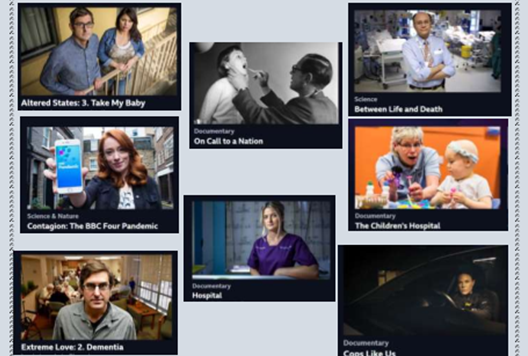 Altered States: 3. Take My Baby
Documentary
On Call to a Nation
Science
Between Life and Death
Science & Nature
Contagion: The BBC Four Pandemic
Documentary
The Children's Hospital
Documentary
Hospital
Extreme Love: 2. Dementia
Documentary
Cops Like Us